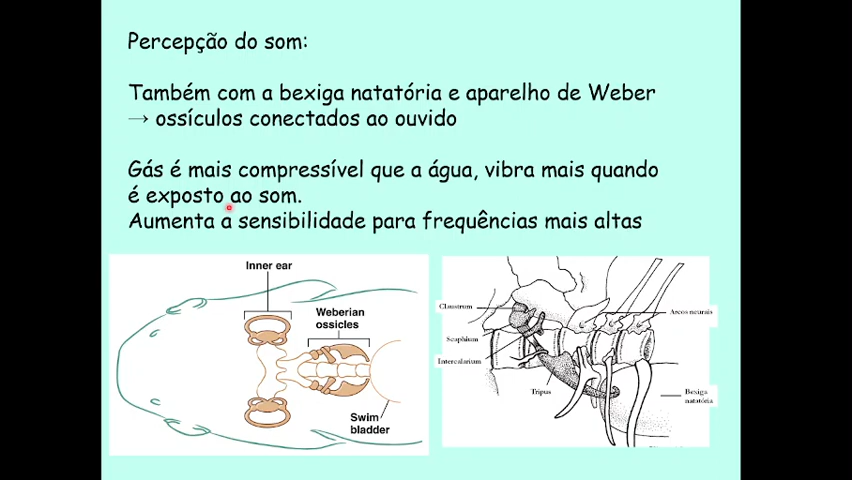 Percepção do som:
Também com a bexiga natatória e aparelho de Weber
→ ossículos conectados ao ouvido
Gás é mais compressível que a água, vibra mais quando
é exposto ao som.
Aumenta a sensibilidade para frequências mais altas
Inner ear
Weberian
ossicles
Swim
bladder
Claustrum
Scaphium
Intercalarium
Tripus
Arcos neurais
Bexiga
natatória